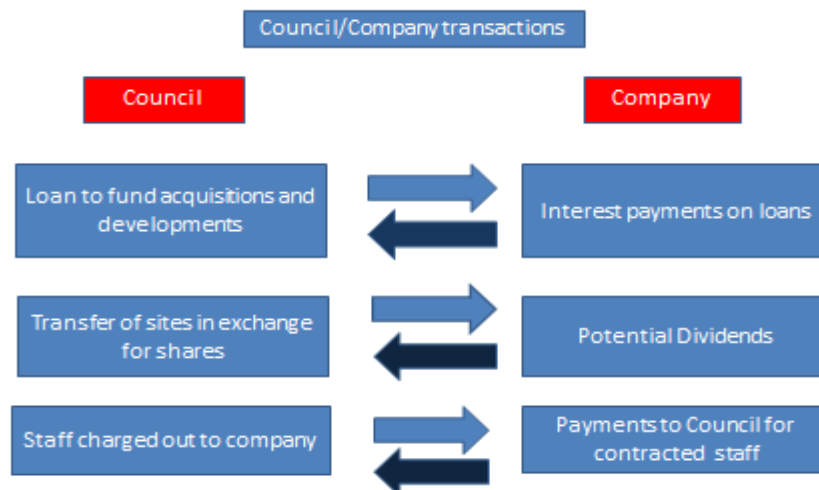 Council/Company transactions
Council
Company
Loan to fund acquisitions and
developments
Interest payments on loans
Transfer of sites in exchange
for shares
Potential Dividends
Staff charged out to company
Payments to Council for
contracted staff